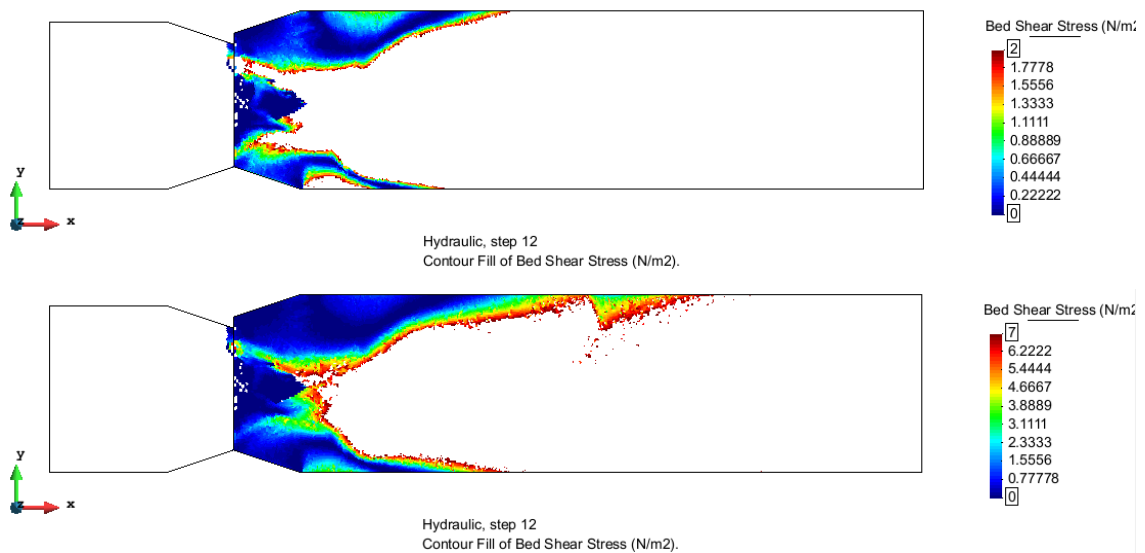 Bed Shear Stress (N/m2
2
1.7778
1.5556
1.3333
1.1111
0.88889
0.66667
0.44444
0.22222
0
y
z
x
Hydraulic, step 12
Contour Fill of Bed Shear Stress (N/m2).
Bed Shear Stress (N/m2
7
6.2222
5.4444
4.6667
3.8889
3.1111
2.3333
1.5556
0.77778
0
y
z
x
Hydraulic, step 12
Contour Fill of Bed Shear Stress (N/m2).